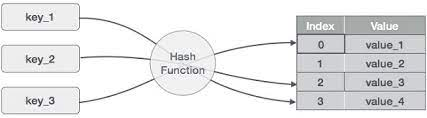 key_1
key_2
key_3
Hash
Function
Index Value
0 value_1
1 value_2
2 value_3
3 value_4